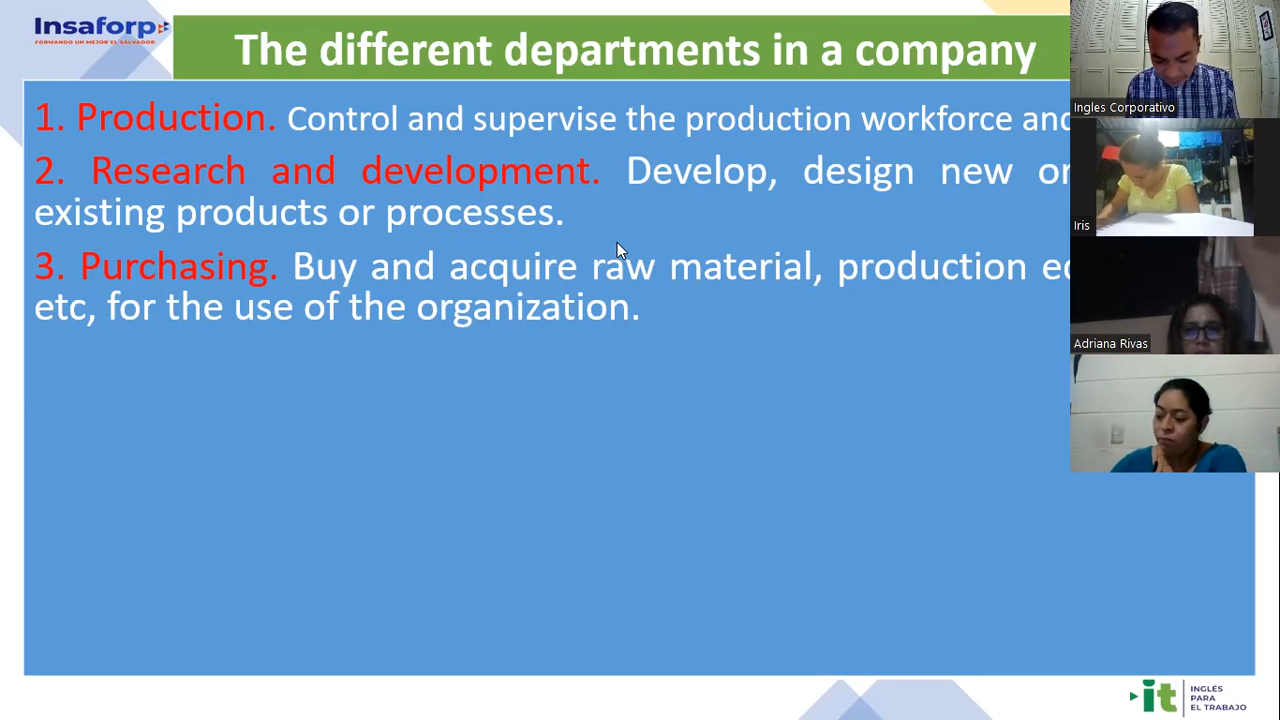 Insaforp
FORMANDO UN MEJOR EL SALVADOR
The different departments in a company
1. Production. Control and supervise the production workforce and
2. Research and development. Develop, design new or
existing products or processes.
3. Purchasing. Buy and acquire raw material, production
etc, for the use of the organization.
Ingles Corporativo
Iris
Adriana Rivas
it
INGLÉS
PARA
EL TRABAJO